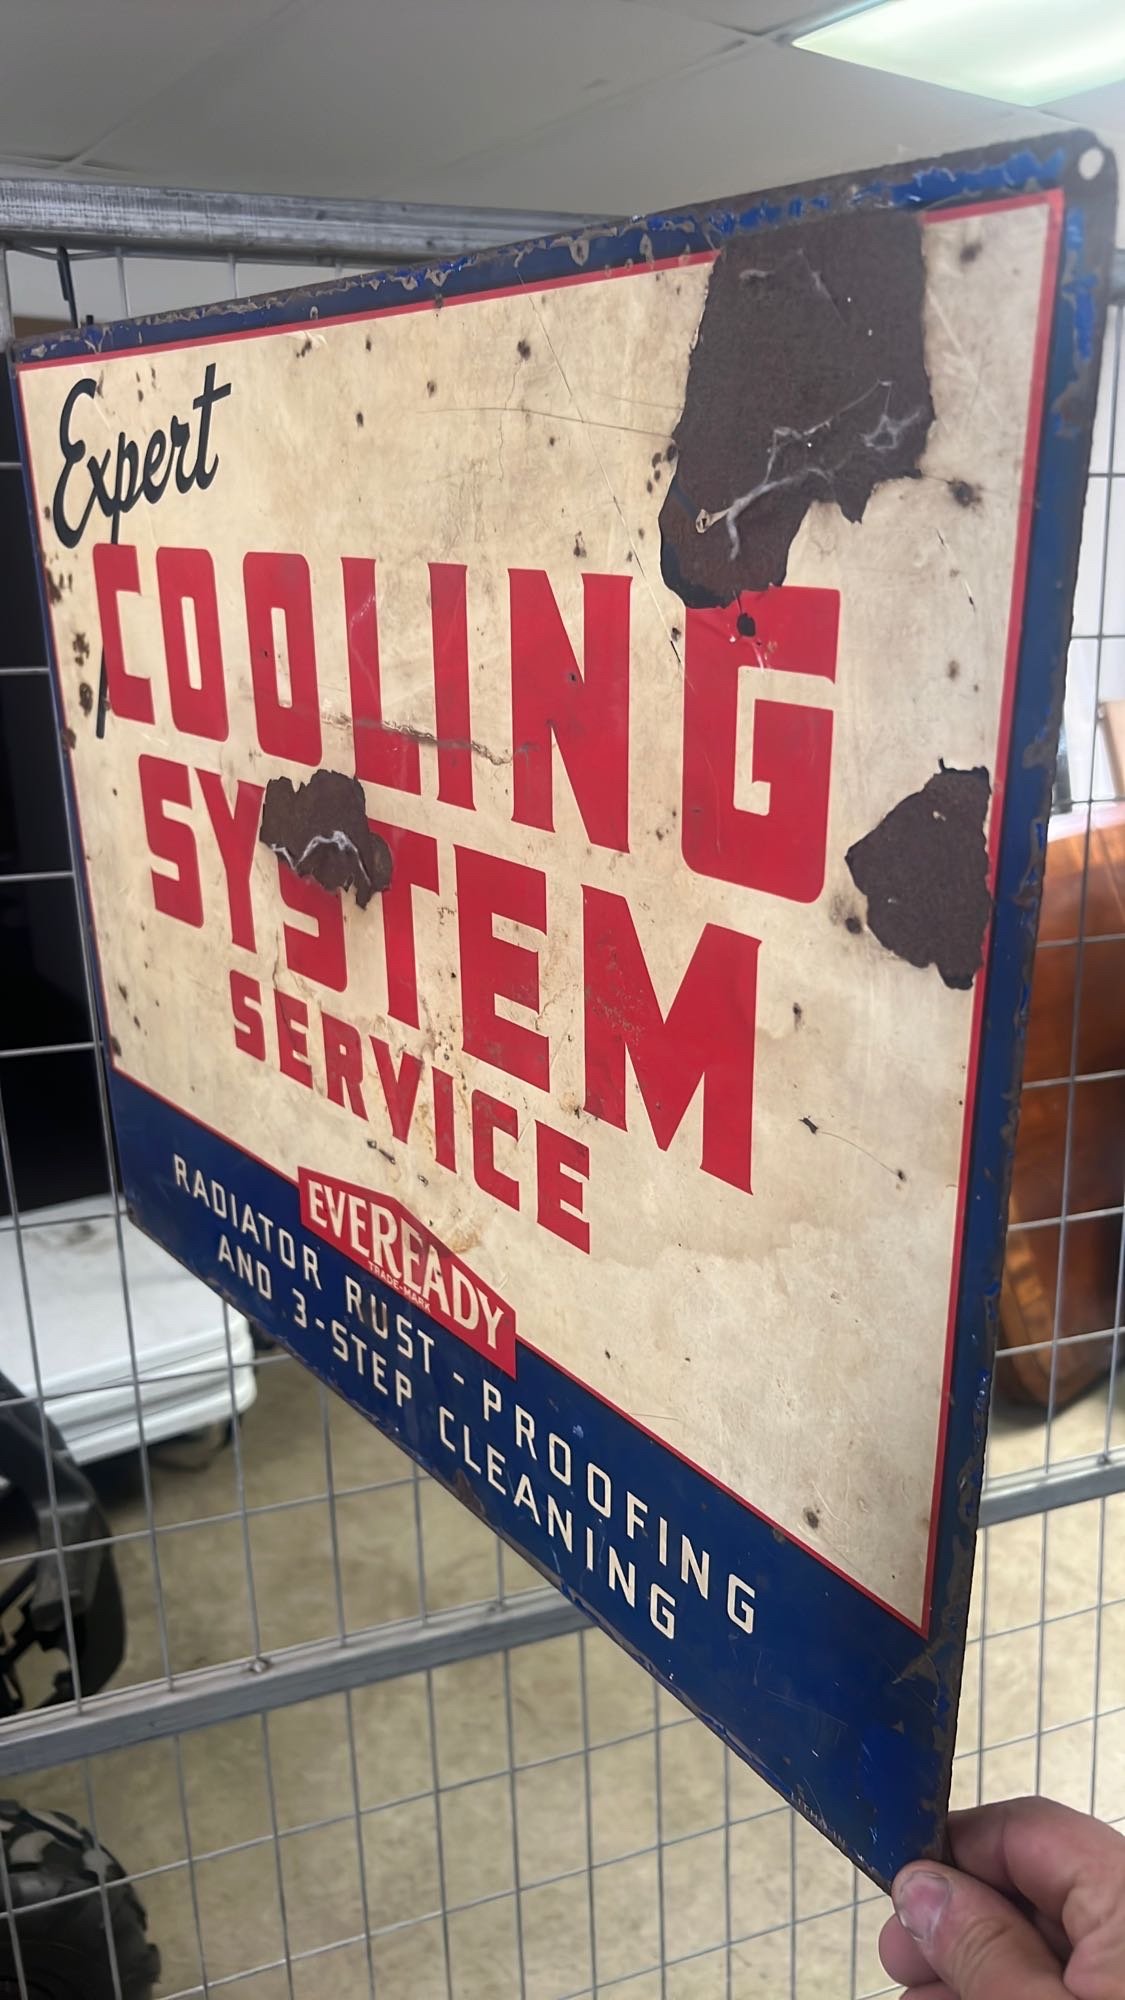 Expert
COOLING
SYSTEM
SERVICE
EVEREADY
TRADE-MARK
RADIATOR RUST-PROOFING
AND 3-STEP CLEANING